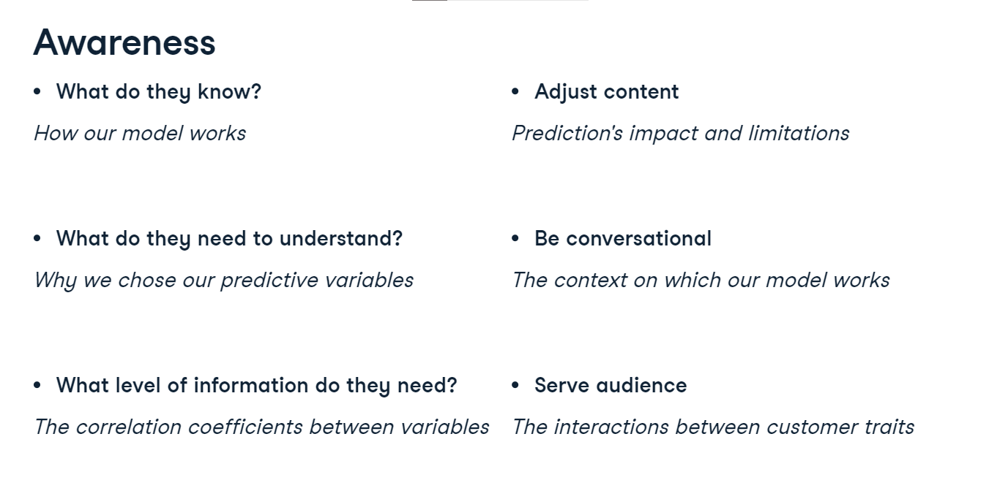 Awareness
• What do they know?
How our model works
• Adjust content
Prediction's impact and limitations
• What do they need to understand?
Why we chose our predictive variables
• Be conversational
The context on which our model works
• What level of information do they need?
The correlation coefficients between variables
• Serve audience
The interactions between customer traits